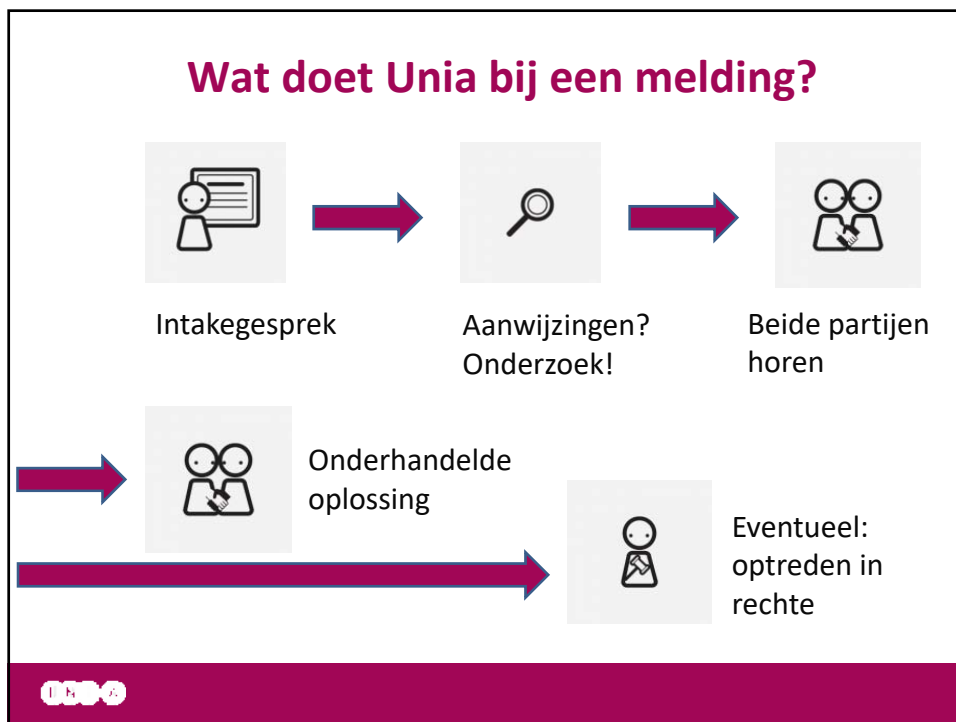 Wat doet Unia bij een melding?
Intakegesprek
Aanwijzingen?
Onderzoek!
Beide partijen
horen
Onderhandelde
oplossing
Eventueel:
optreden in
rechte